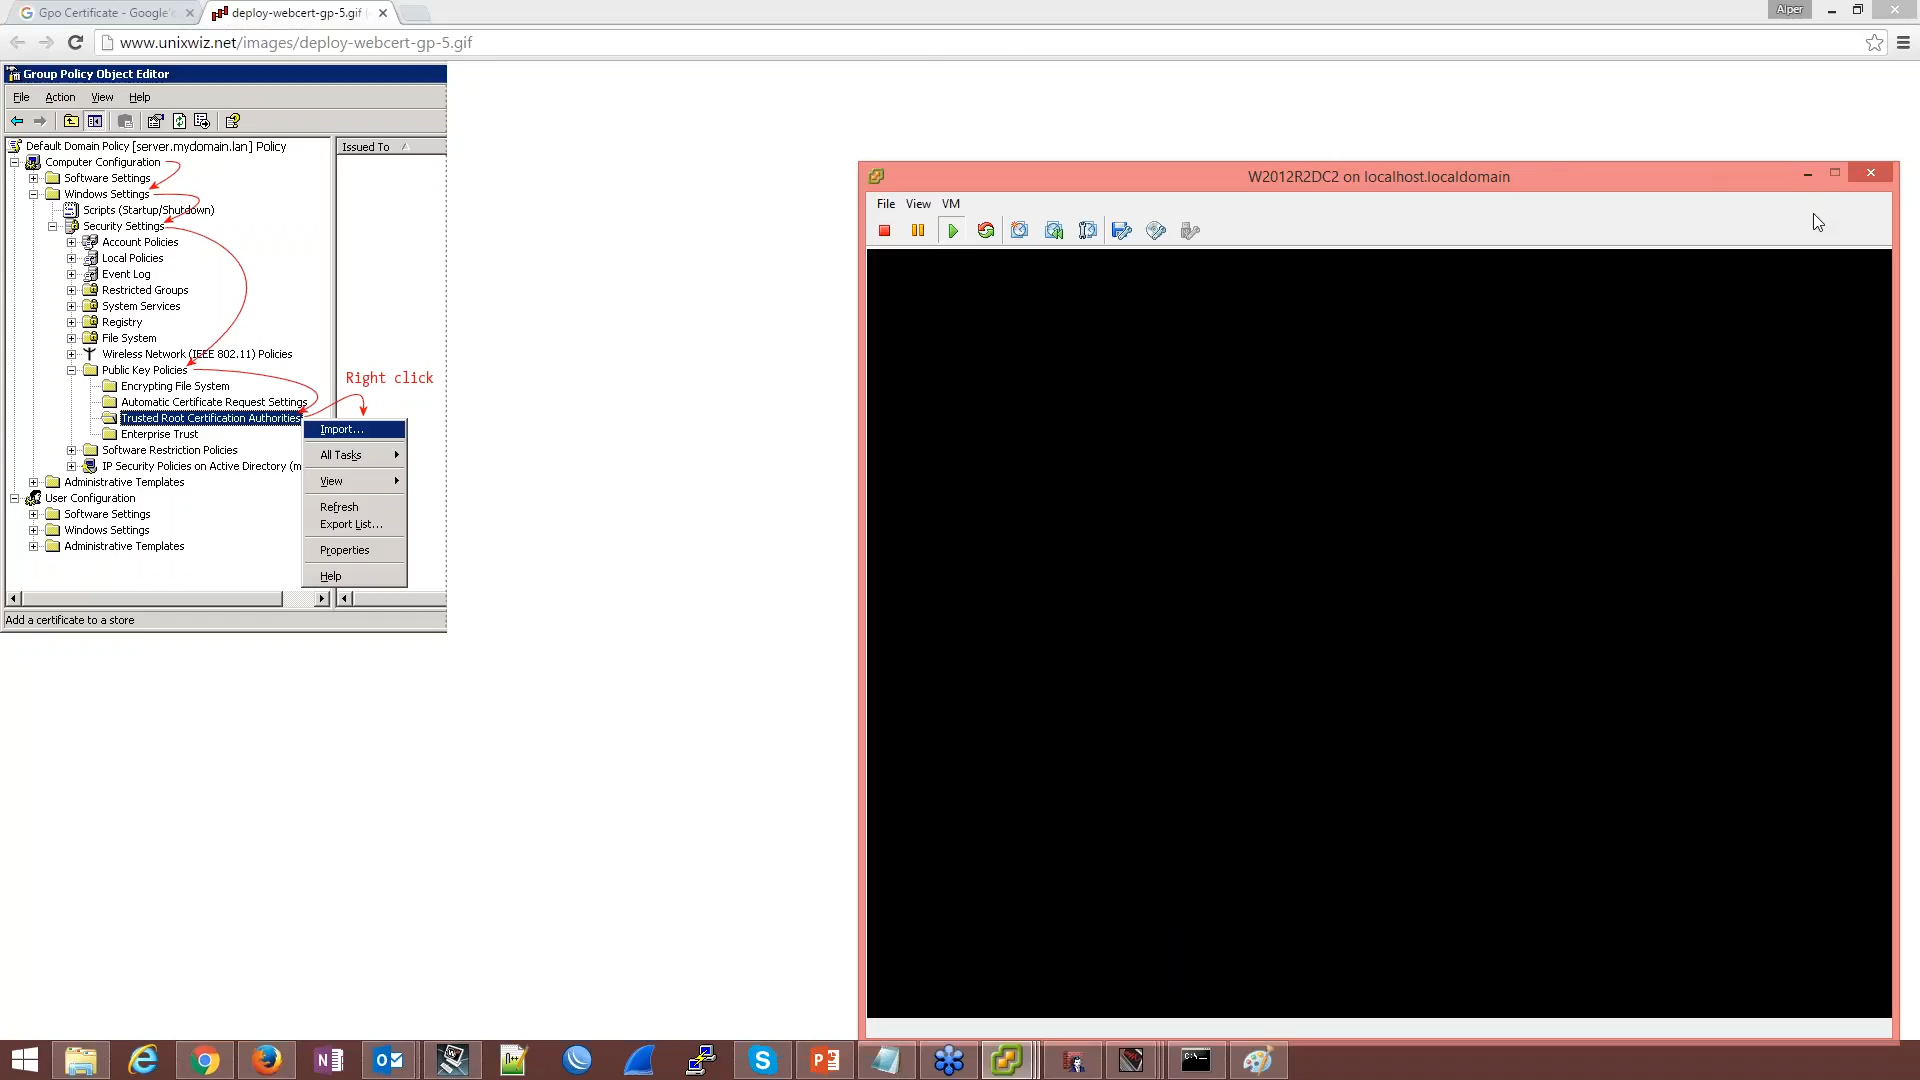 Gpo Certificate - Google'
deploy-webcert-gp-5.gif
Alper
www.unixwiz.net/images/deploy-webcert-gp-5.gif
Group Policy Object Editor
File Action View Help
Default Domain Policy [server.mydomain.lan] Policy
Issued To
Computer Configuration
Software Settings
Windows Settings
Scripts (Startup/Shutdown)
Security Settings
Account Policies
Local Policies
Event Log
Restricted Groups
System Services
Registry
File System
Wireless Network (IEEE 802.11) Policies
Public Key Policies
Right click
Encrypting File System
Automatic Certificate Request Settings
Trusted Root Certification Authorities
Import...
Enterprise Trust
Software Restriction Policies
All Tasks
IP Security Policies on Active Directory (m
View
Administrative Templates
User Configuration
Refresh
Software Settings
Export List...
Windows Settings
Properties
Administrative Templates
Help
Add a certificate to a store
W2012R2DC2 on localhost.localdomain
File View VM